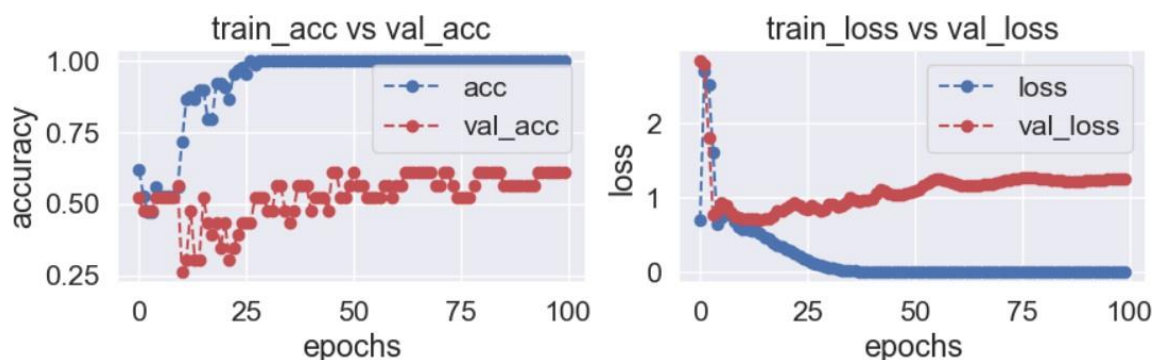 train_acc vs val_acc
accuracy
1.00
0.75
0.50
0.25
acc
val_acc
0
25
50
75
100
epochs
train_loss vs val_loss
loss
2
1
0
loss
val_loss
0
25
50
75
100
epochs